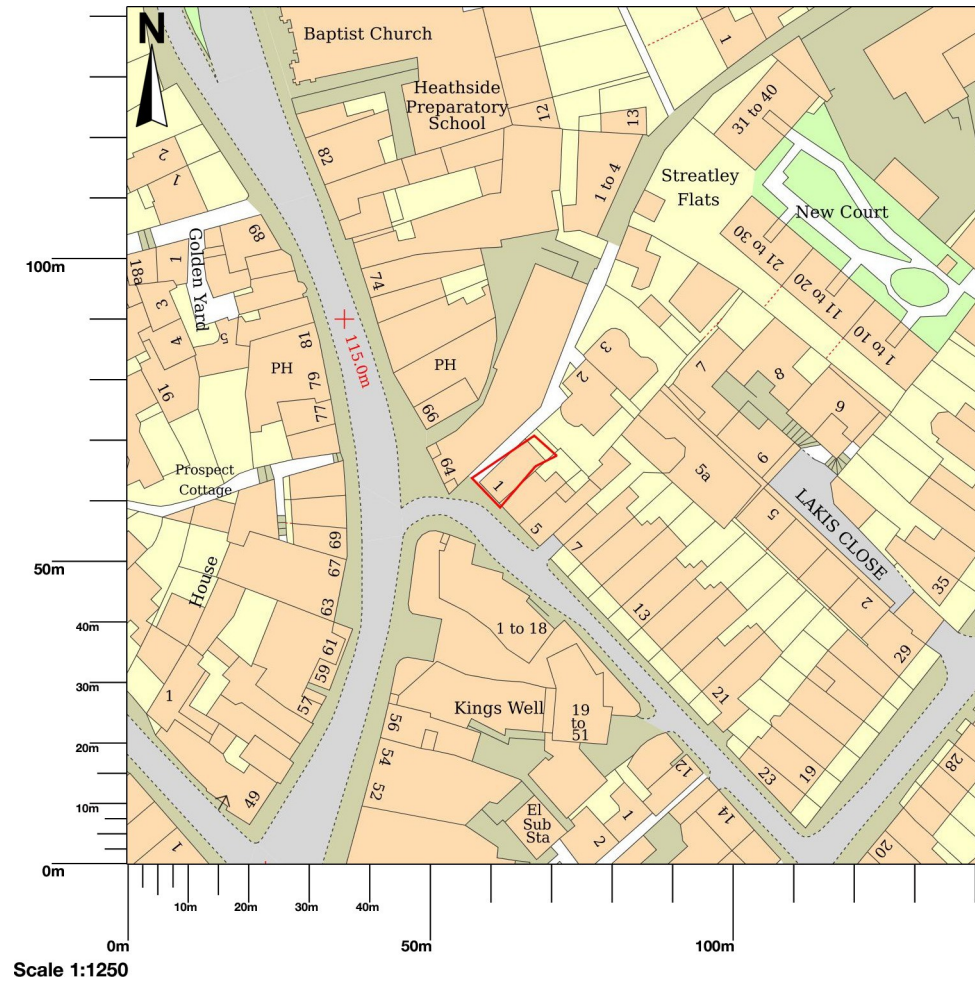 N
Baptist Church
Heathside
Preparatory
School
12
13
1
31 to 40
82
1 to 4
Streatley
Flats
New Court
2
1
68
Golden Yard
18a
1
3
4
5
16
74
21 to 30
11 to 20
1 to 10
100m
115.0m
81
79
77
PH
PH
66
3
2
7
8
9
64
1
5
7
5a
6
5
LAKIS CLOSE
Prospect
Cottage
House
69
67
63
61
59
57
50m
40m
30m
20m
10m
0m
13
2
35
29
1 to 18
21
Kings Well
19
to
51
56
54
52
23
19
12
14
28
20
El
Sub
Sta
2
1
1
49
1
10m
20m
30m
40m
0m
50m
100m
Scale 1:1250